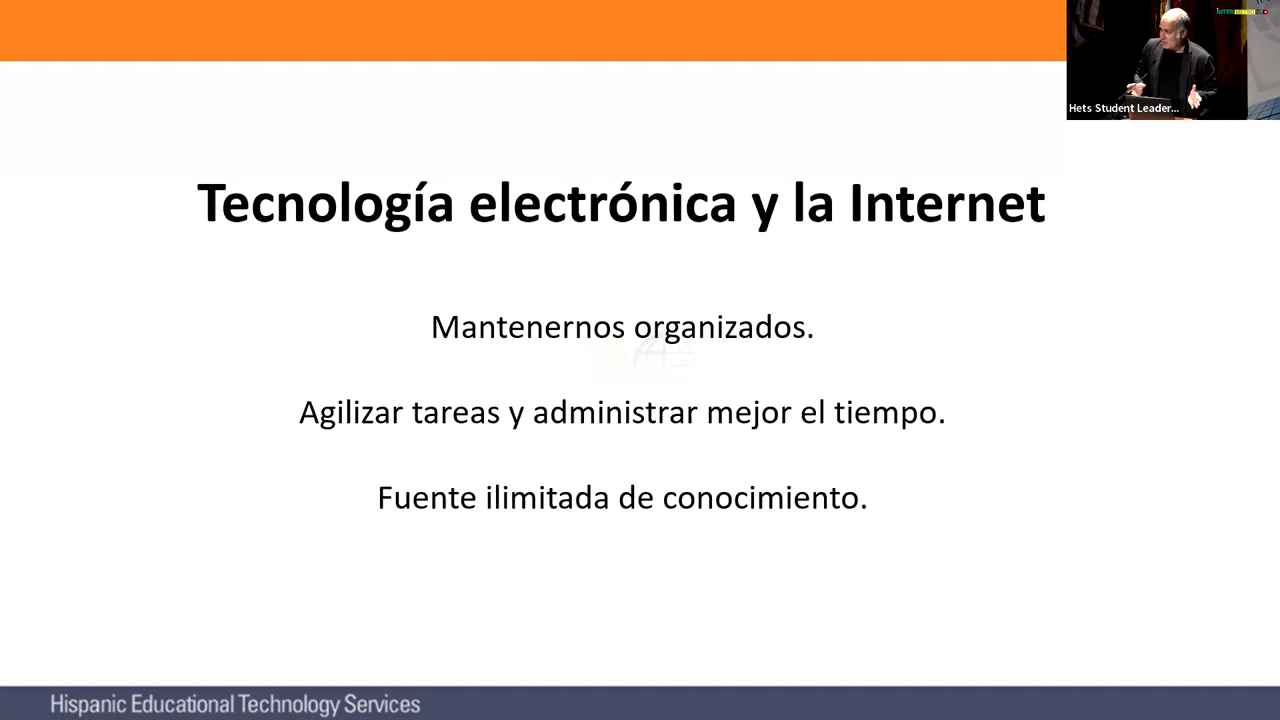 Hets Student Leader...
Tecnología electrónica y la Internet
Mantenernos organizados.
Agilizar tareas y administrar mejor el tiempo.
Fuente ilimitada de conocimiento.
Hispanic Educational Technology Services